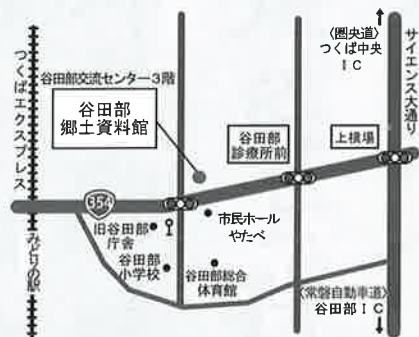 〈圏央道〉
つくば中央
IC
サイエンス大通り
つくばエクスプレス
谷田部交流センター3階
谷田部
郷土資料館
谷田部
診療所前
上横場
354
市民ホール
やたべ
旧谷田部
庁舎
谷田部
小学校
谷田部総合
体育館
みどりの駅
〈常磐自動車道〉
谷田部IC